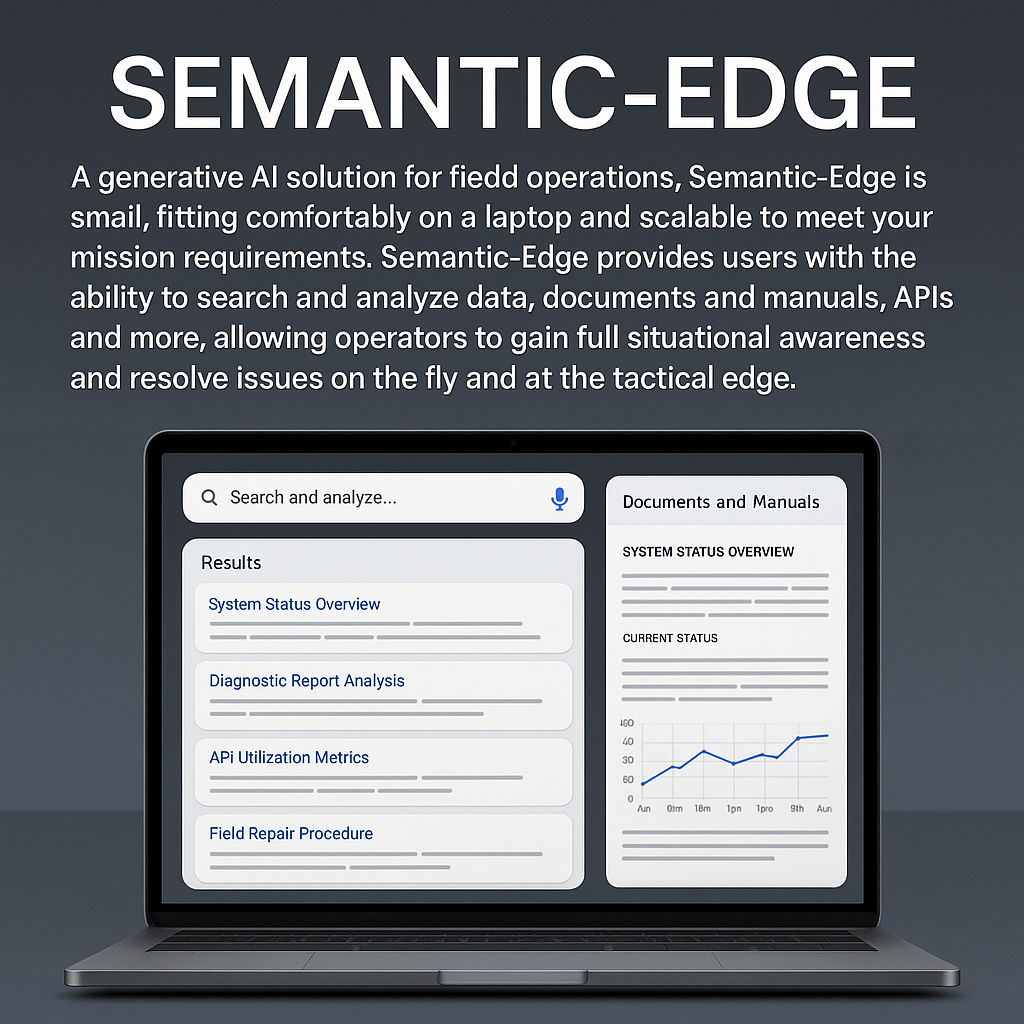 SEMANTIC-EDGE
A generative AI solution for fiedd operations, Semantic-Edge is
smail, fitting comfortably on a laptop and scalable to meet your
mission requirements. Semantic-Edge provides users with the
ability to search and analyze data, documents and manuals, APIs
and more, allowing operators to gain full situational awareness
and resolve issues on the fly and at the tactical edge.
Search and analyze...
Results
System Status Overview
Diagnostic Report Analysis
APi Utilization Metrics
Field Repair Procedure
Documents and Manuals
SYSTEM STATUS OVERVIEW
CURRENT STATUS
40
30
60
0
18m 1pn 1pro 9th